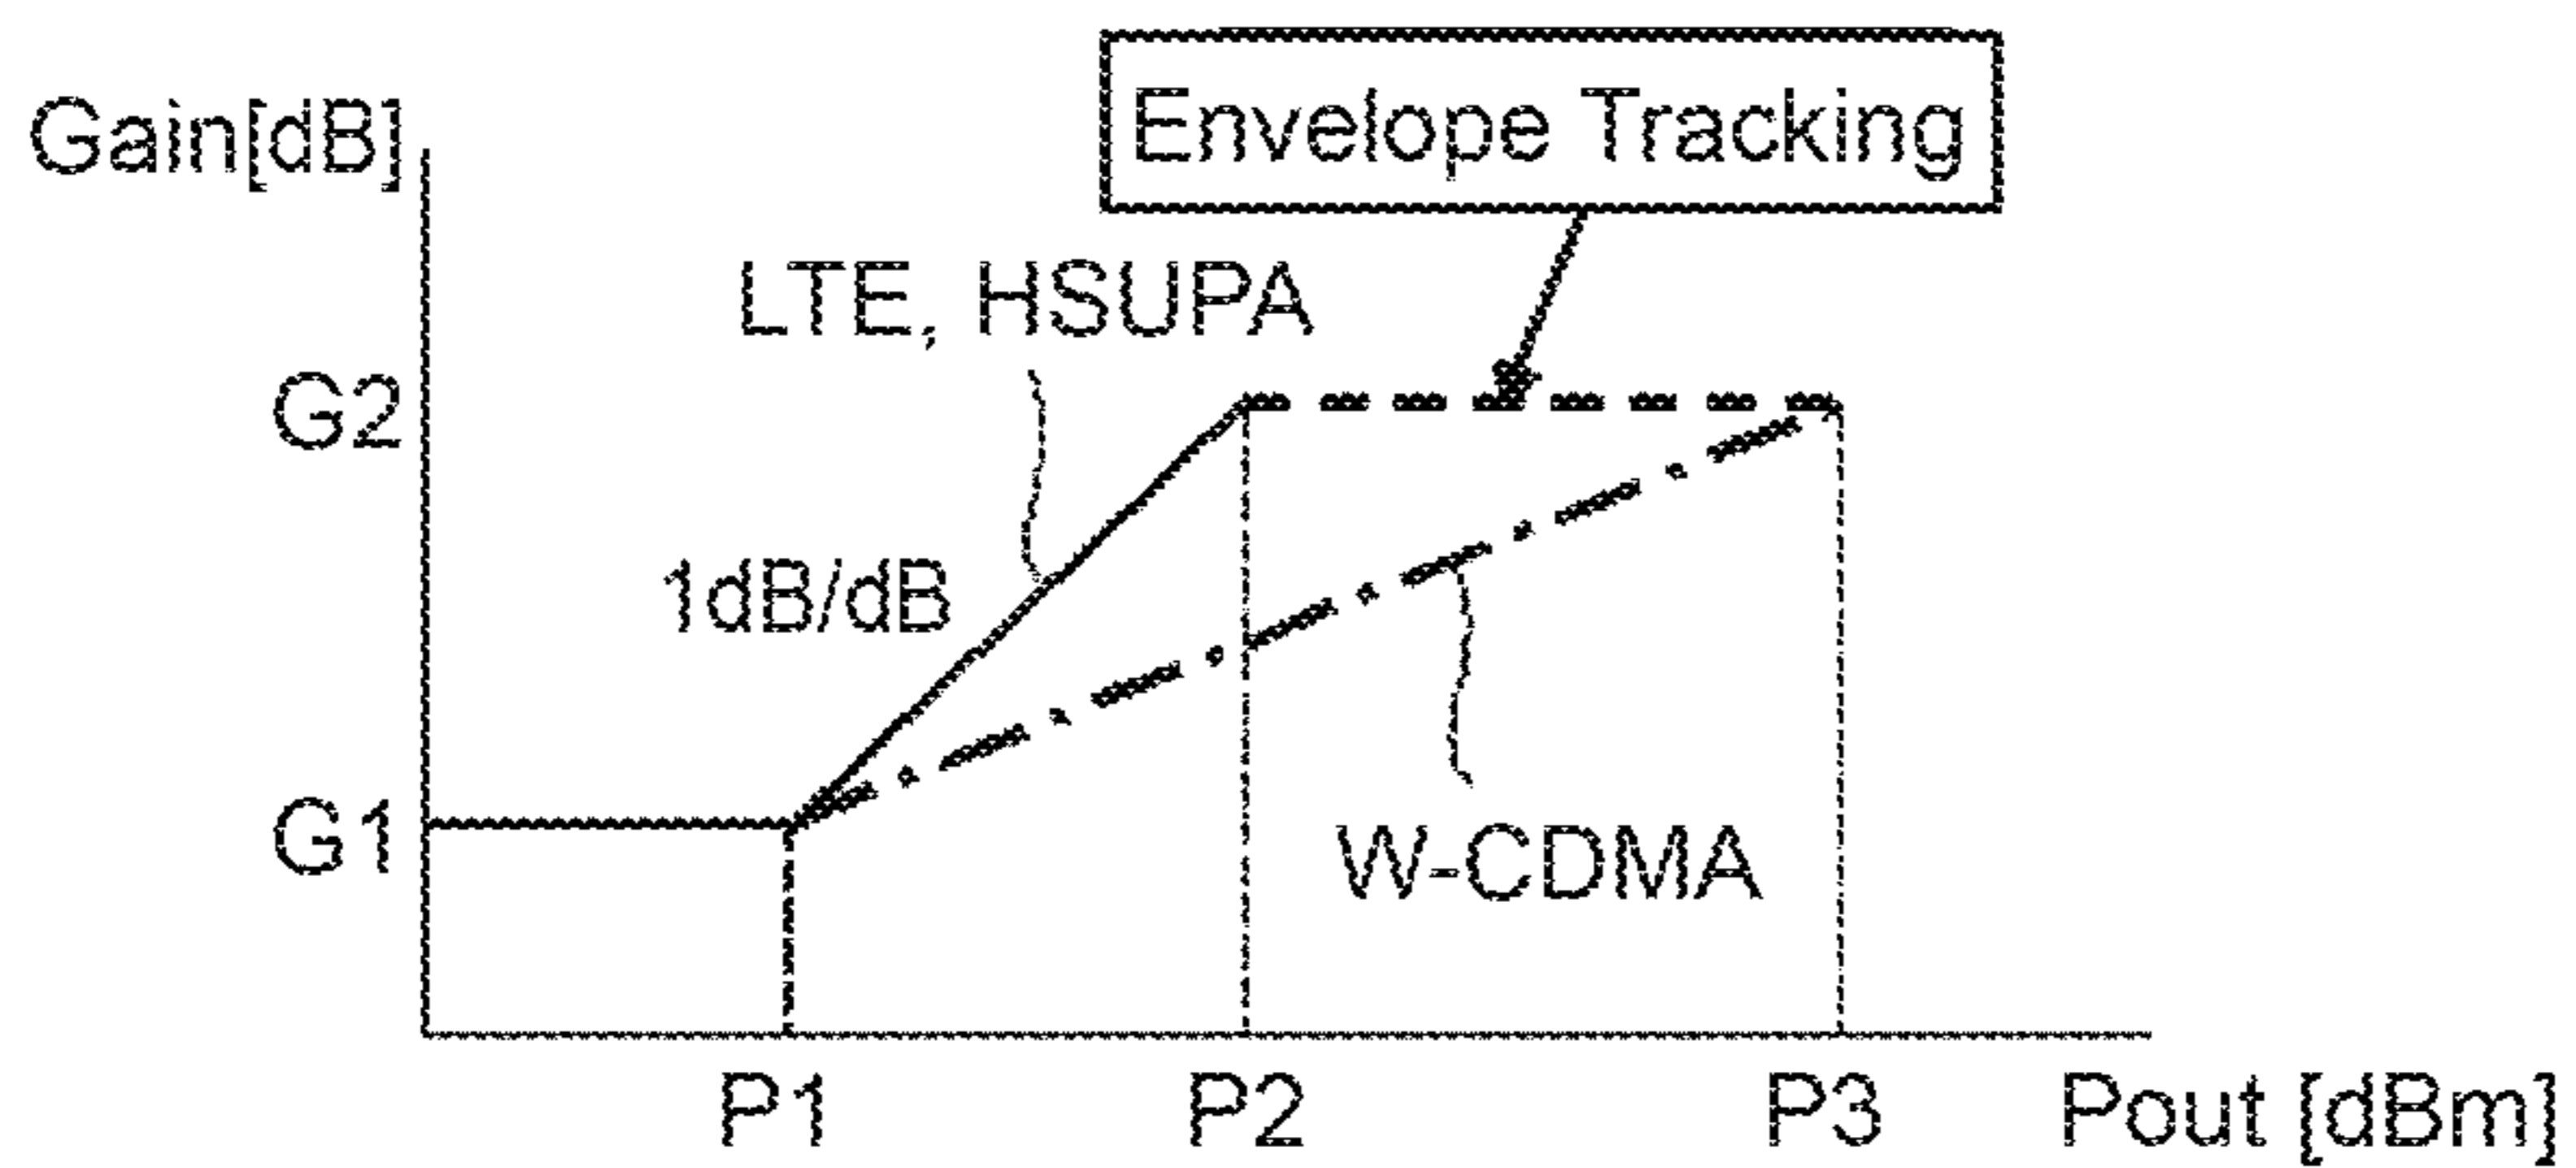 Envelope Tracking
Gain[dB]
LTE, HSUPA
G2
1dB/dB
G1
W-CDMA
P1
P2
P3
Pout [dBm]